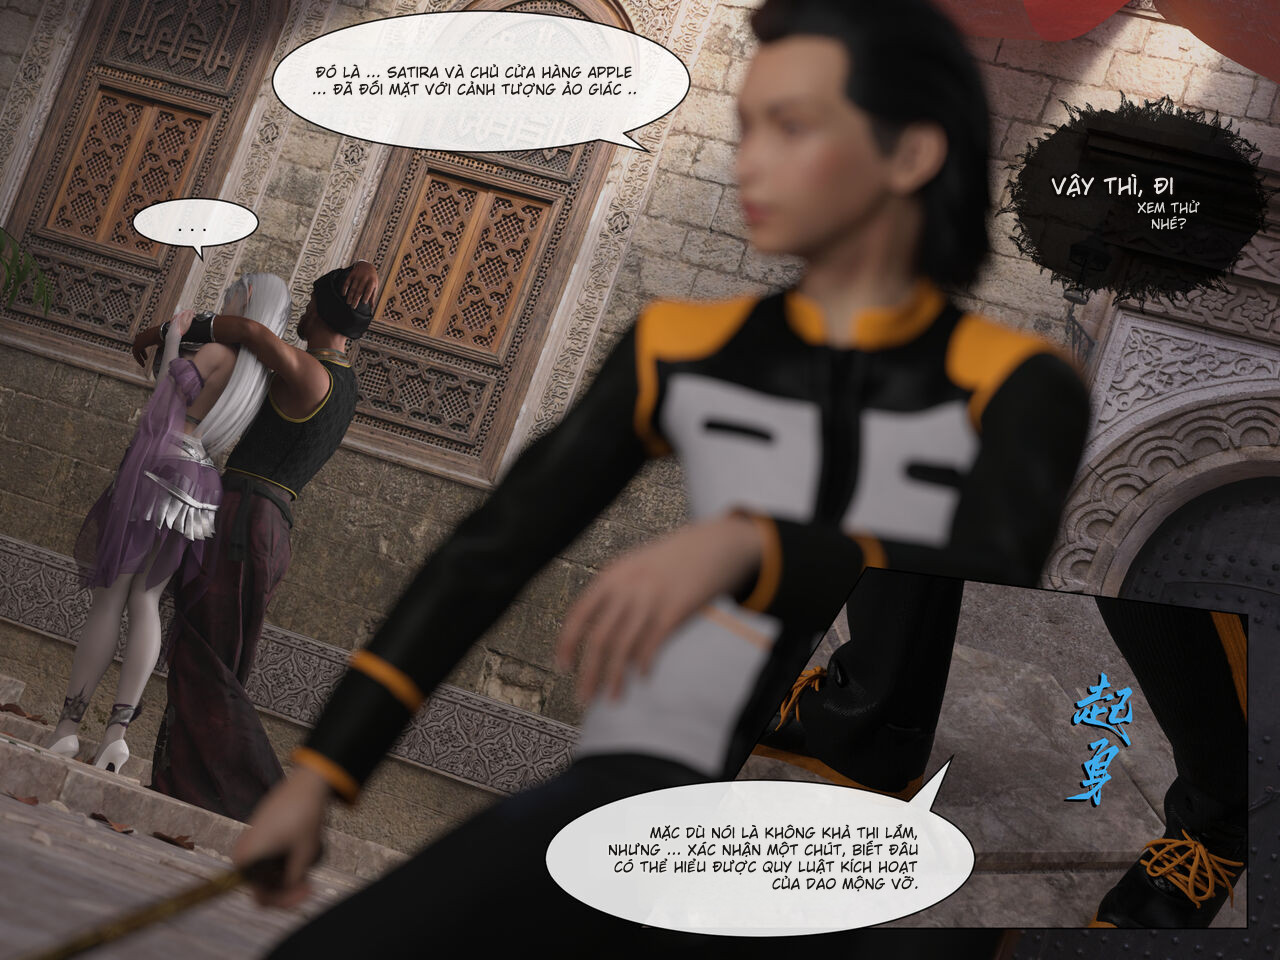 ĐÓ LÀ ... SATIRA VÀ CHỦ CỬA HÀNG APPLE
... ĐÃ ĐỐI MẶT VỚI CẢNH TƯỢNG ẢO GIÁC ..
...
VẬY THÌ, ĐI
XEM THỬ
NHÉ?
起
身
MẶC DÙ NÓI LÀ KHÔNG KHẢ THI LẮM,
NHƯNG ... XÁC NHẬN MỘT CHÚT, BIẾT ĐÂU
CÓ THỂ HIỂU ĐƯỢC QUY LUẬT KÍCH HOẠT
CỦA DAO MỘNG VỠ.